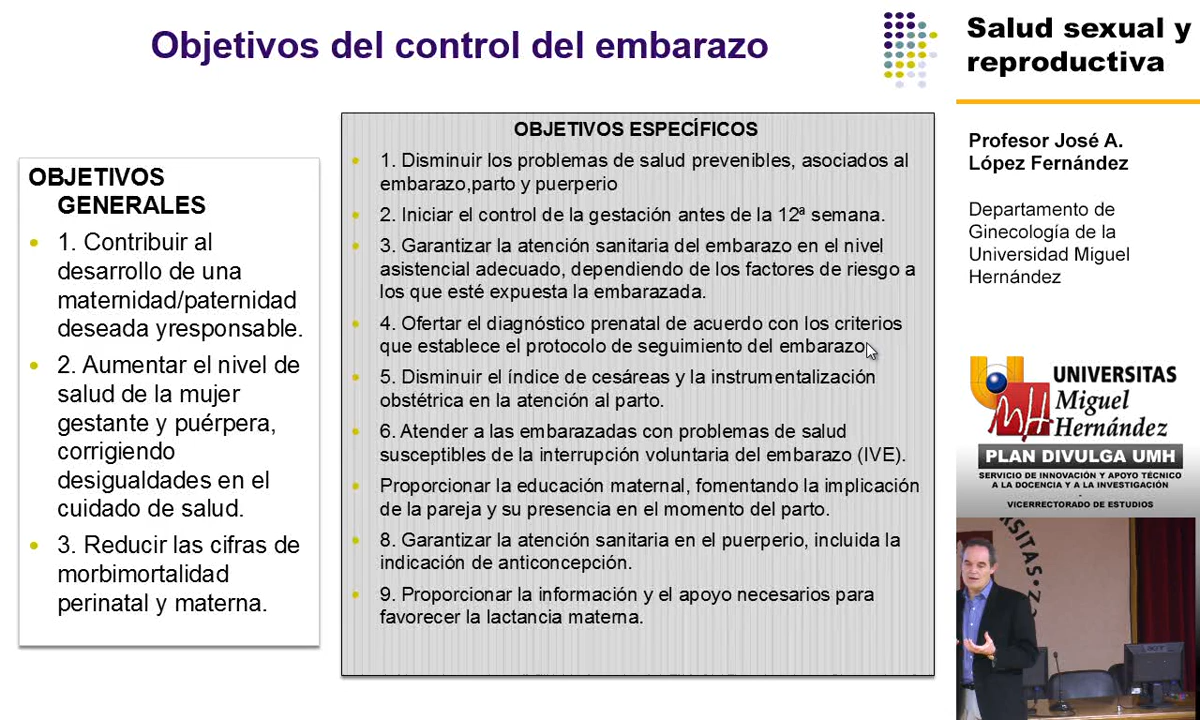 Objetivos del control del embarazo
OBJETIVOS
GENERALES
1. Contribuir al
desarrollo de una
maternidad/paternidad
deseada yresponsable.
2. Aumentar el nivel de
salud de la mujer
gestante y puérpera,
corrigiendo
desigualdades en el
cuidado de salud.
3. Reducir las cifras de
morbimortalidad
perinatal y materna.
OBJETIVOS ESPECÍFICOS
1. Disminuir los problemas de salud prevenibles, asociados al
embarazo,parto y puerperio
2. Iniciar el control de la gestación antes de la 12ª semana.
3. Garantizar la atención sanitaria del embarazo en el nivel
asistencial adecuado, dependiendo de los factores de riesgo a
los que esté expuesta la embarazada.
4. Ofertar el diagnóstico prenatal de acuerdo con los criterios
que establece el protocolo de seguimiento del embarazo
5. Disminuir el índice de cesáreas y la instrumentalización
obstétrica en la atención al parto.
6. Atender a las embarazadas con problemas de salud
susceptibles de la interrupción voluntaria del embarazo (IVE).
Proporcionar la educación maternal, fomentando la implicación
de la pareja y su presencia en el momento del parto.
8. Garantizar la atención sanitaria en el puerperio, incluida la
indicación de anticoncepción.
9. Proporcionar la información y el apoyo necesarios para
favorecer la lactancia materna.
Salud sexual y
reproductiva
Profesor José A.
López Fernández
Departamento de
Ginecología de la
Universidad Miguel
Hernández
UNIVERSITAS
Miguel
Hernández
PLAN DIVULGA UMH
SERVICIO DE INNOVACIÓN Y APOYO TÉCNICO
A LA DOCENCIA Y A LA INVESTIGACIÓN
-
VICERRECTORADO DE ESTUDIOS